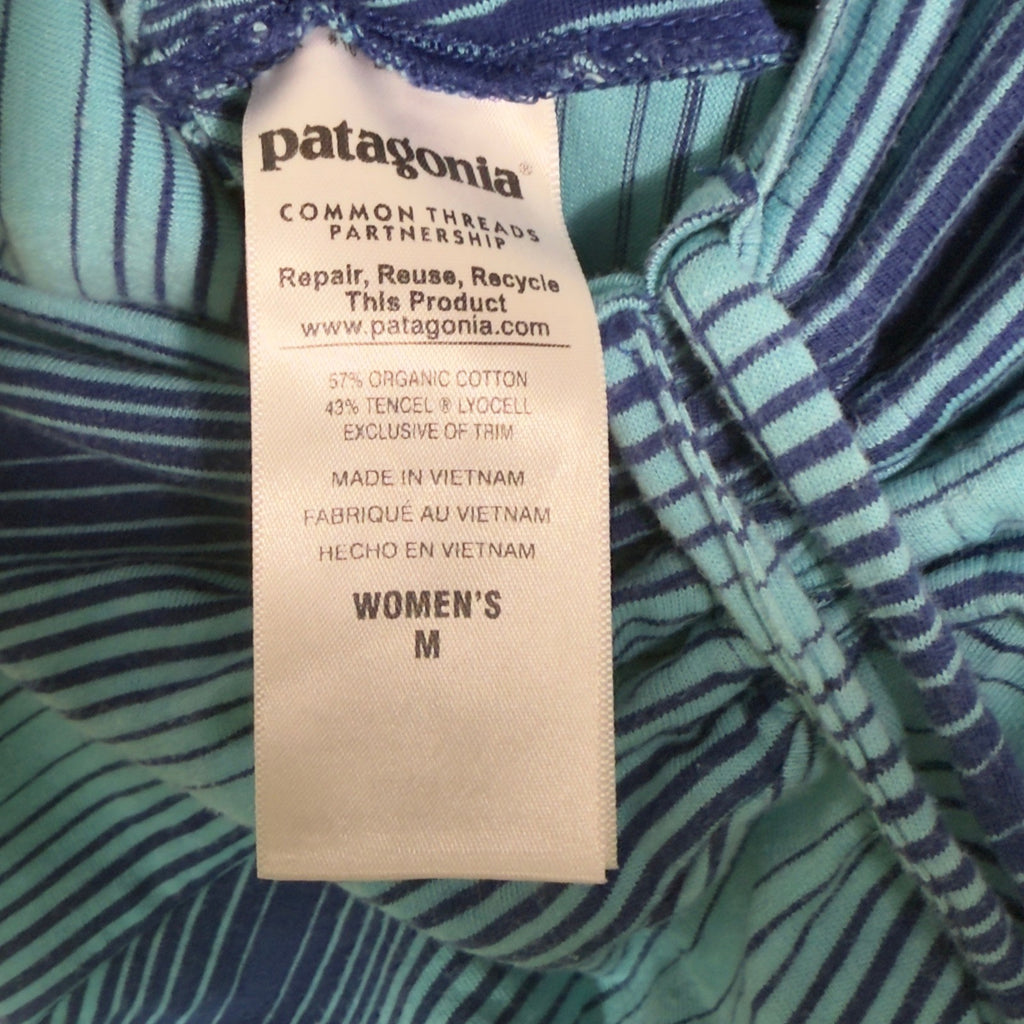 patagonia®
COMMON THREADS
PARTNERSHIP
Repair, Reuse, Recycle
This Product
www.patagonia.com
57% ORGANIC COTTON
43% TENCEL ® LYOCELL
EXCLUSIVE OF TRIM
MADE IN VIETNAM
FABRIQUÉ AU VIETNAM
HECHO EN VIETNAM
WOMEN'S
M